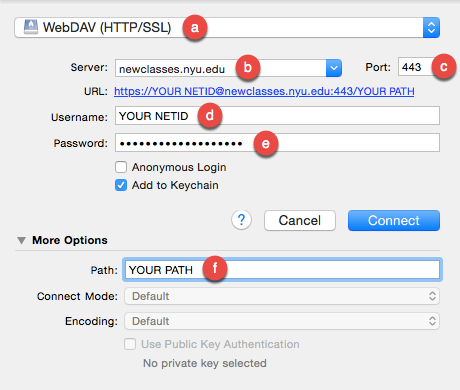 WebDAV (HTTP/SSL) a
Server: newclasses.nyu.edu b Port: 443 c
URL: https://YOUR NETID@newclasses.nyu.edu:443/YOUR PATH
Username: YOUR NETID d
Password: ••••••••••••••••••• e
Anonymous Login
Add to Keychain
? Cancel Connect
More Options
Path: YOUR PATH f
Connect Mode: Default
Encoding: Default
Use Public Key Authentication
No private key selected